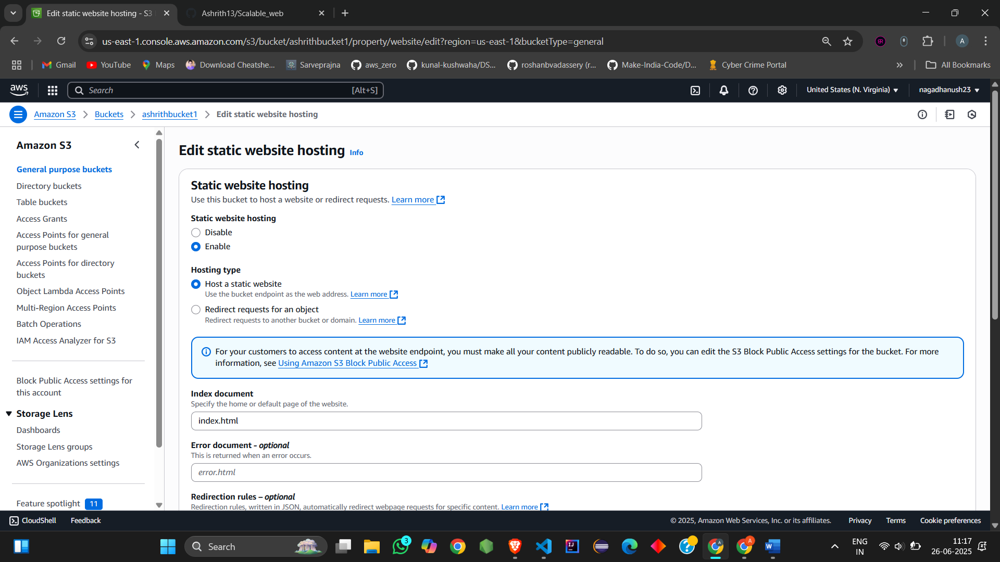 Edit static website hosting - S3
Ashrith13/Scalable_web
us-east-1.console.aws.amazon.com/s3/bucket/ashrithbucket1/property/website/edit?region=us-east-1&bucketType=general
A
Gmail
YouTube
Maps
Download Cheatshe...
Sarveprajna
aws_zero
kunal-kushwaha/DS...
roshanbvadassery (r...
Make-India-Code/D...
Cyber Crime Portal
All Bookmarks
aws
Search
[Alt+S]
United States (N. Virginia)
nagadhanush23
Amazon S3
Buckets
ashrithbucket1
Edit static website hosting
Amazon S3
General purpose buckets
Directory buckets
Table buckets
Access Grants
Access Points for general
purpose buckets
Access Points for directory
buckets
Object Lambda Access Points
Multi-Region Access Points
Batch Operations
IAM Access Analyzer for S3
Block Public Access settings for
this account
Storage Lens
Dashboards
Storage Lens groups
AWS Organizations settings
Feature spotlight 11
Edit static website hosting Info
Static website hosting
Use this bucket to host a website or redirect requests. Learn more
Static website hosting
Disable
Enable
Hosting type
Host a static website
Use the bucket endpoint as the web address. Learn more
Redirect requests for an object
Redirect requests to another bucket or domain. Learn more
For your customers to access content at the website endpoint, you must make all your content publicly readable. To do so, you can edit the S3 Block Public Access settings for the bucket. For more
information, see Using Amazon S3 Block Public Access
Index document
Specify the home or default page of the website.
index.html
Error document - optional
This is returned when an error occurs.
error.html
Redirection rules – optional
Redirection rules, written in JSON, automatically redirect webpage requests for specific content. Learn more
CloudShell
Feedback
© 2025, Amazon Web Services, Inc. or its affiliates.
Privacy
Terms
Cookie preferences
Search
3
ENG
IN
11:17
26-06-2025